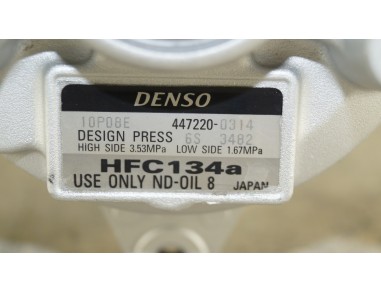 DENSO
10P08E 447220-0314
DESIGN PRESS 6S 3482
HIGH SIDE 3.53MPa LOW SIDE 1.67MPa
HFC134a
USE ONLY ND-OIL 8 JAPAN